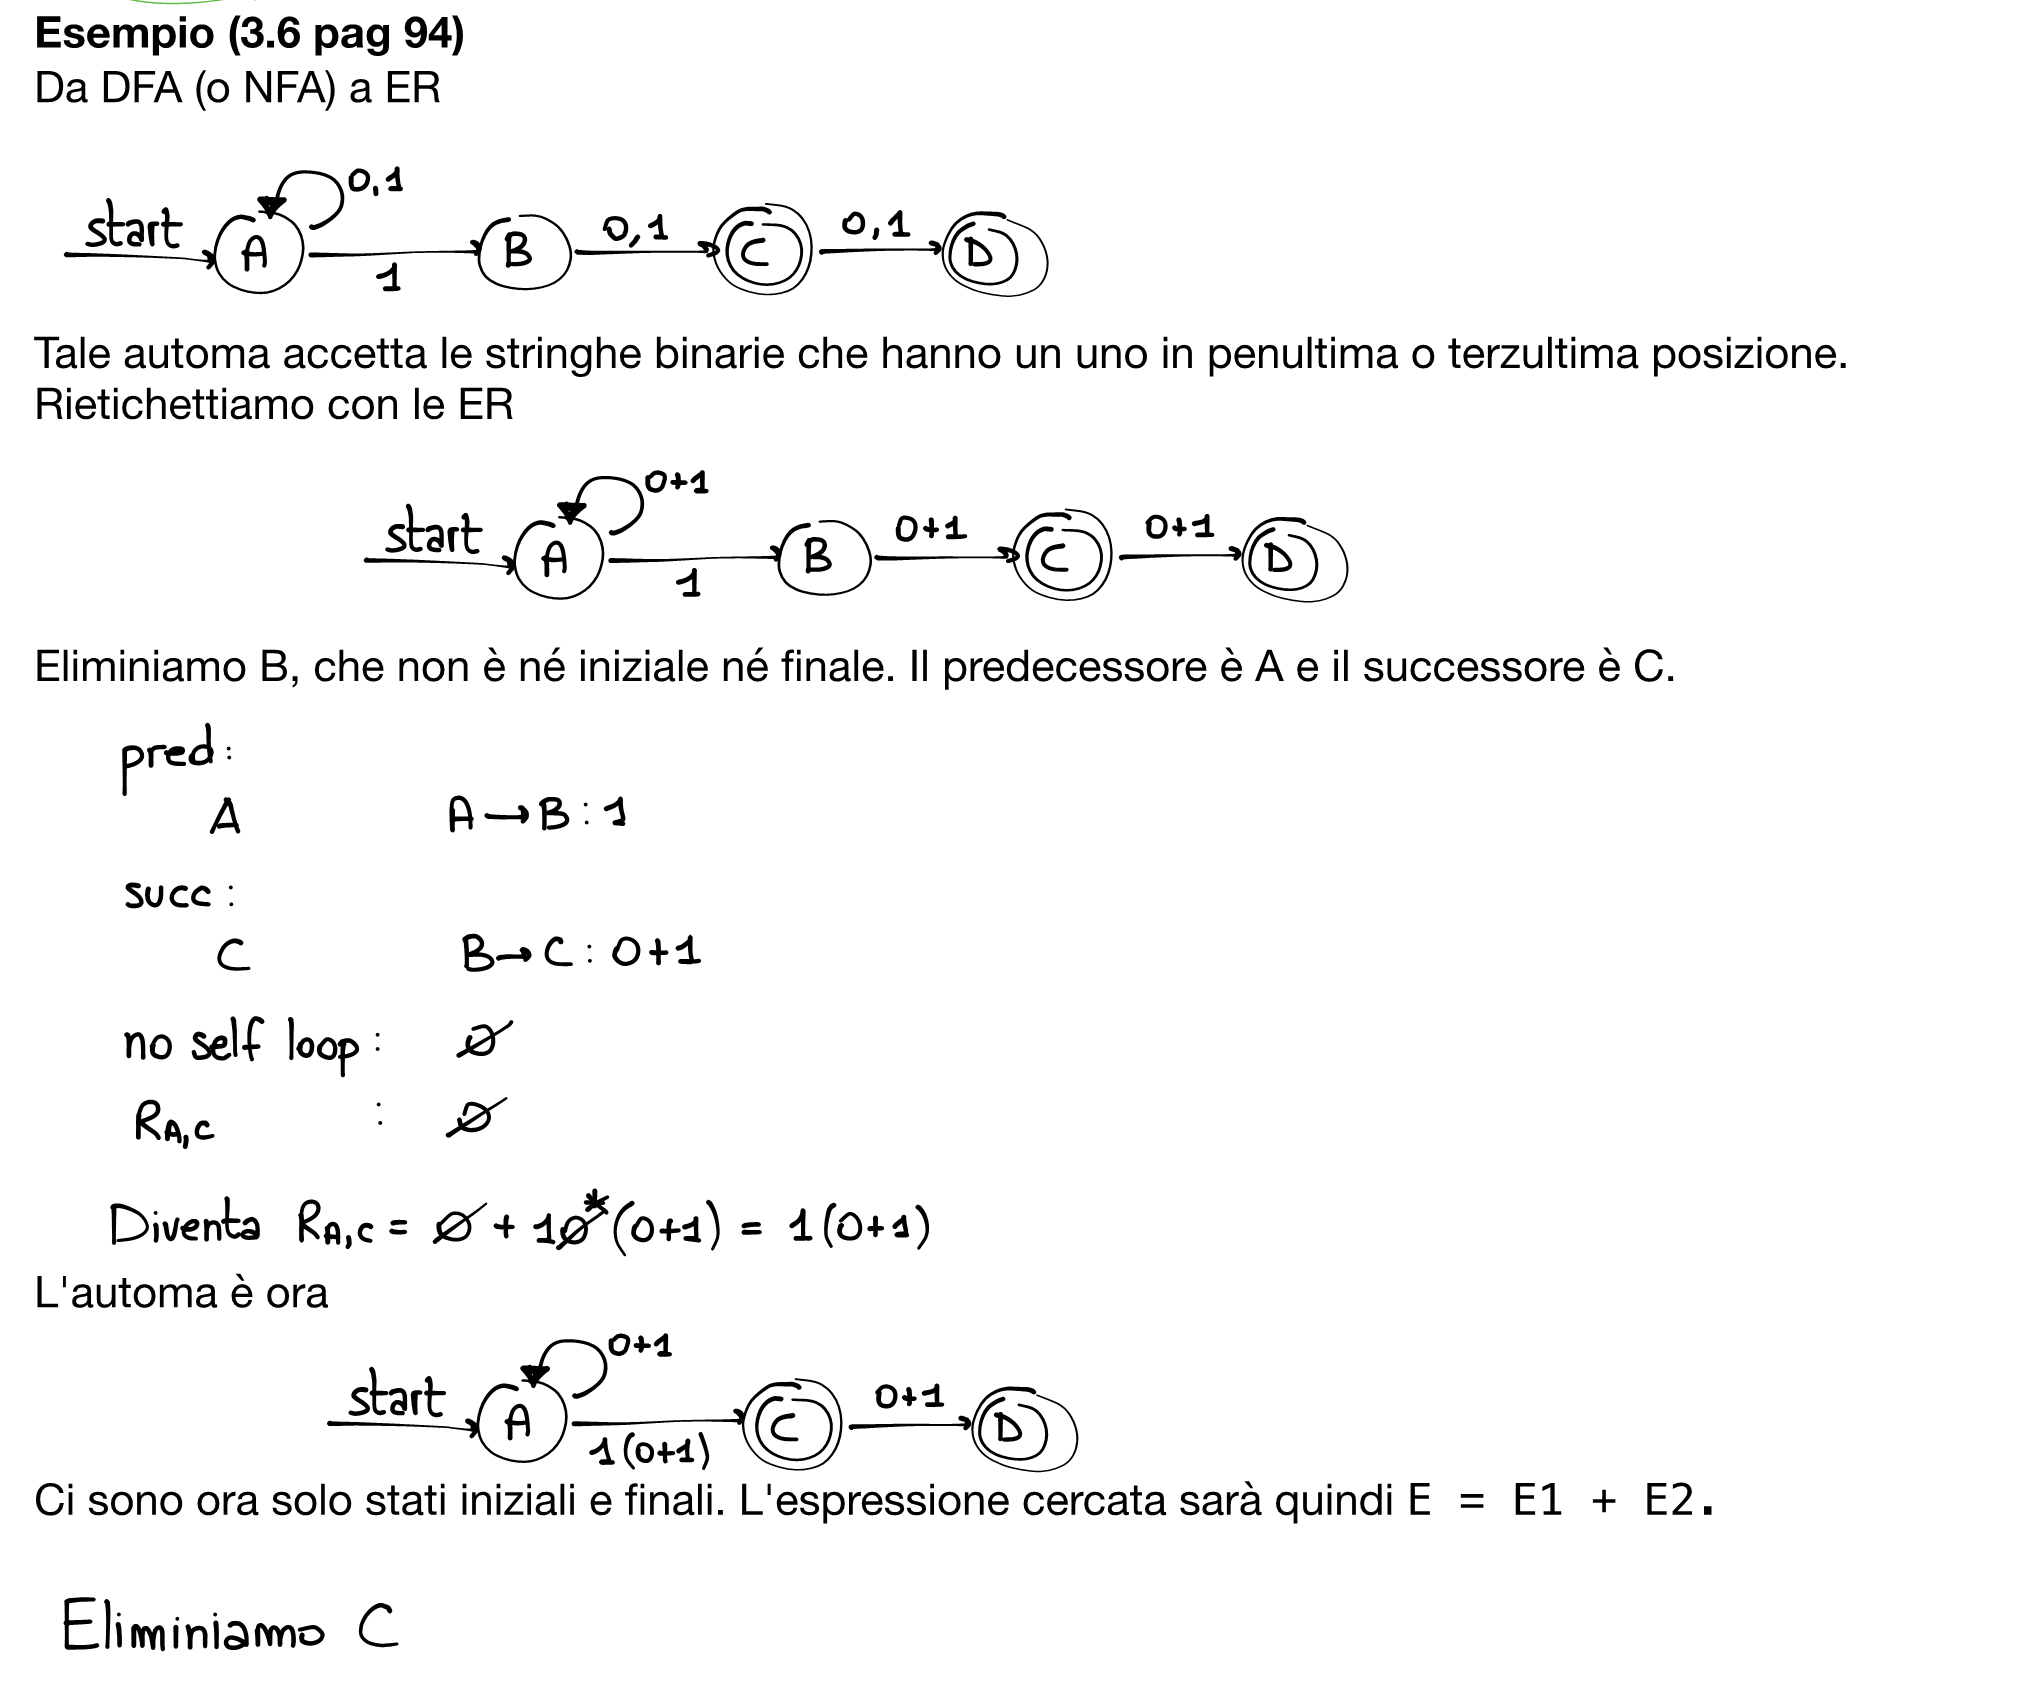 Esempio (3.6 pag 94)
Da DFA (o NFA) a ER
0,1
start A 1 B 0,1 C 0,1 D
Tale automa accetta le stringhe binarie che hanno un uno in penultima o terzultima posizione.
Rietichettiamo con le ER
0+1
start A 1 B 0+1 C 0+1 D
Eliminiamo B, che non è né iniziale né finale. Il predecessore è A e il successore è C.
pred:
A A→B: 1
succ:
C B→C: 0+1
no self loop: ∅
R_{A,C} : ∅
Diventa R_{A,C} = ∅ + 1∅*(0+1) = 1(0+1)
L'automa è ora
0+1
start A 1(0+1) C 0+1 D
Ci sono ora solo stati iniziali e finali. L'espressione cercata sarà quindi E = E1 + E2.
Eliminiamo C